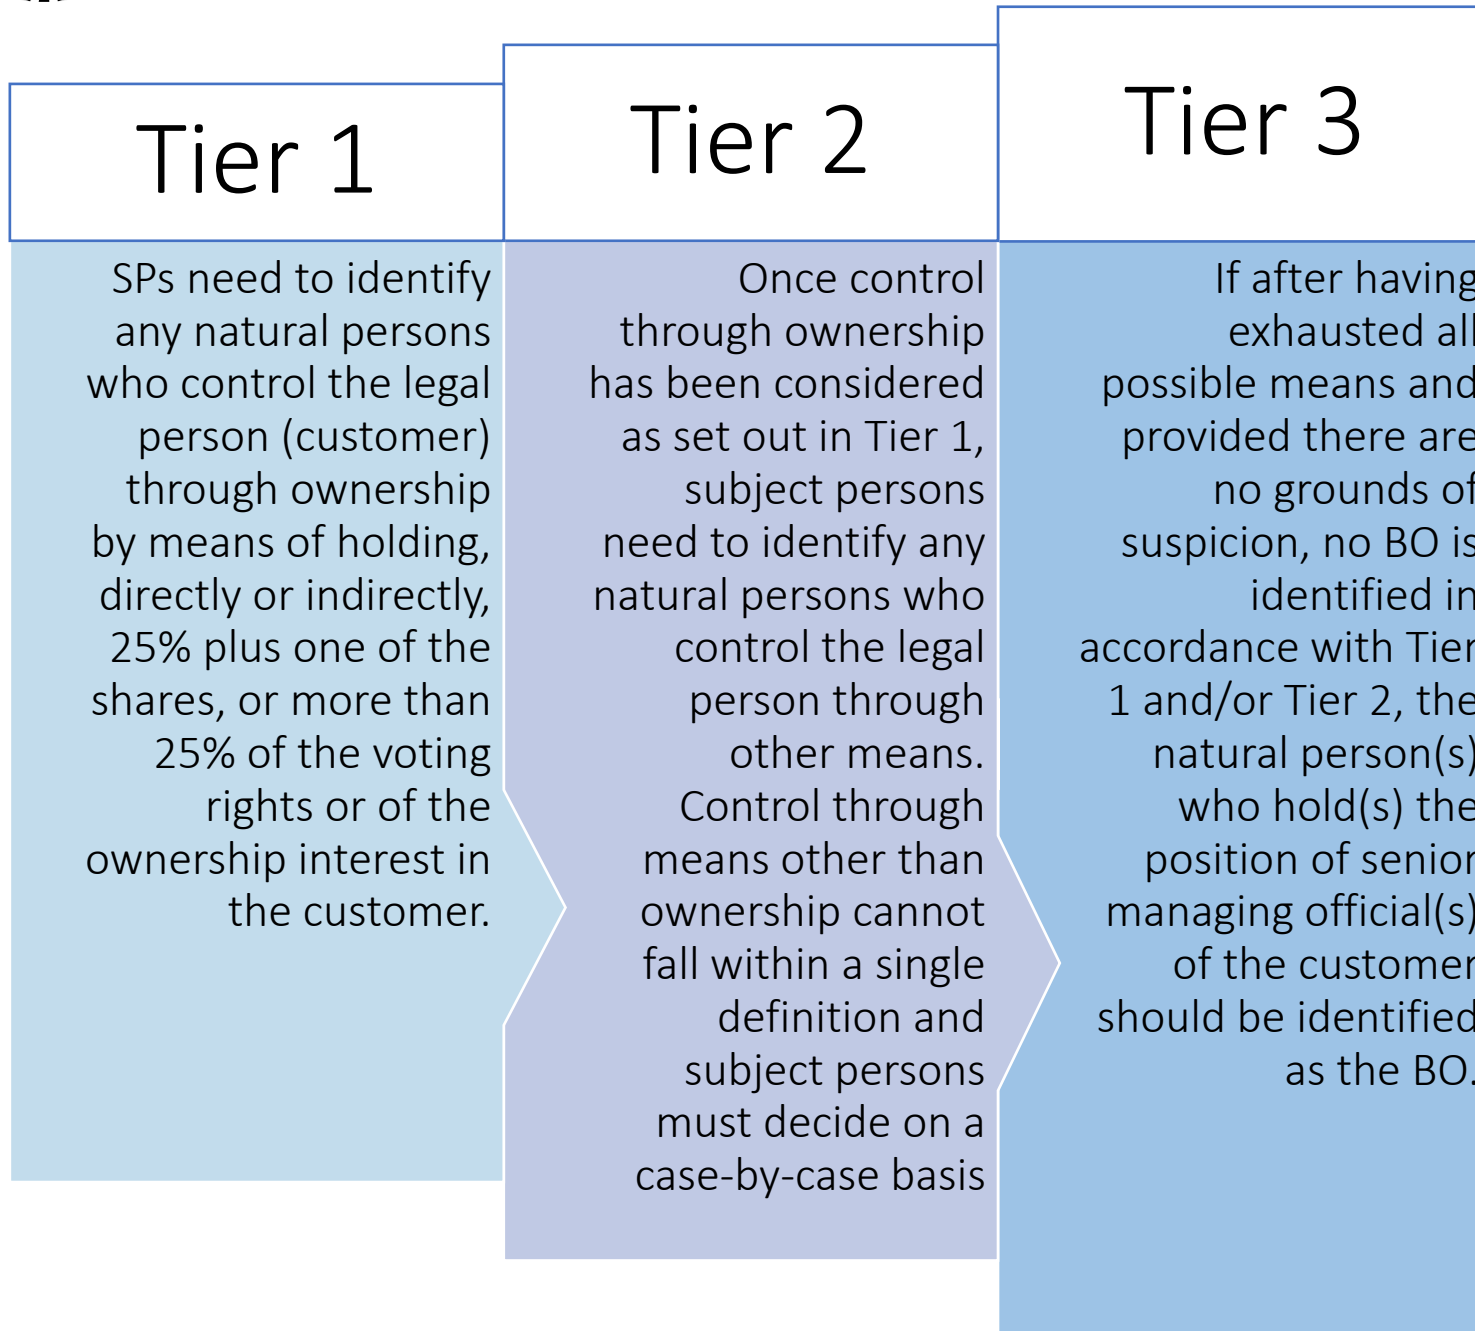 Tier 1
SPs need to identify
any natural persons
who control the legal
person (customer)
through ownership
by means of holding,
directly or indirectly,
25% plus one of the
shares, or more than
25% of the voting
rights or of the
ownership interest in
the customer.
Tier 2
Once control
through ownership
has been considered
as set out in Tier 1,
subject persons
need to identify any
natural persons who
control the legal
person through
other means.
Control through
means other than
ownership cannot
fall within a single
definition and
subject persons
must decide on a
case-by-case basis
Tier 3
If after having
exhausted all
possible means and
provided there are
no grounds of
suspicion, no BO is
identified in
accordance with Tier
1 and/or Tier 2, the
natural person(s)
who hold(s) the
position of senior
managing official(s)
of the customer
should be identified
as the BO.